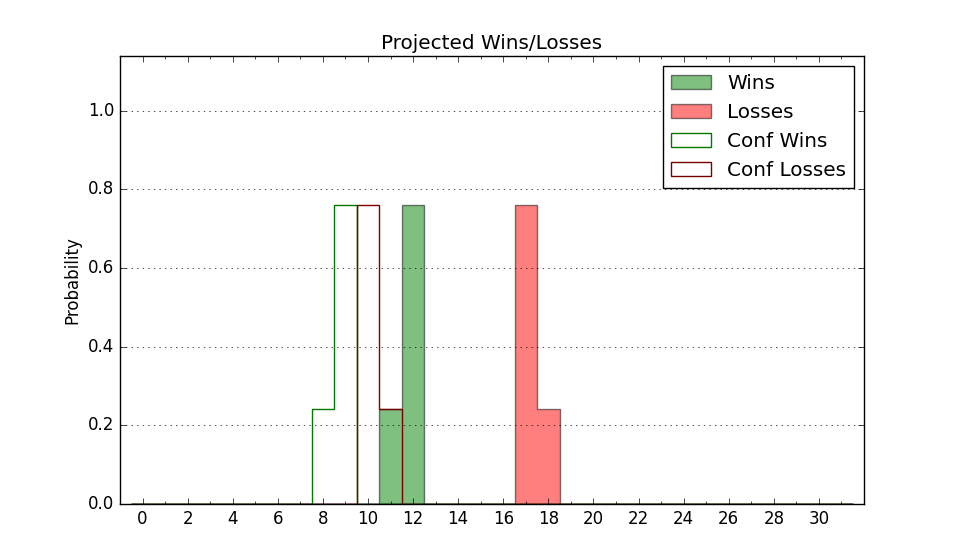 Projected Wins/Losses
Wins
Losses
Conf Wins
Conf Losses
Probability
1.0
0.8
0.6
0.4
0.2
0.0
0 2 4 6 8 10 12 14 16 18 20 22 24 26 28 30